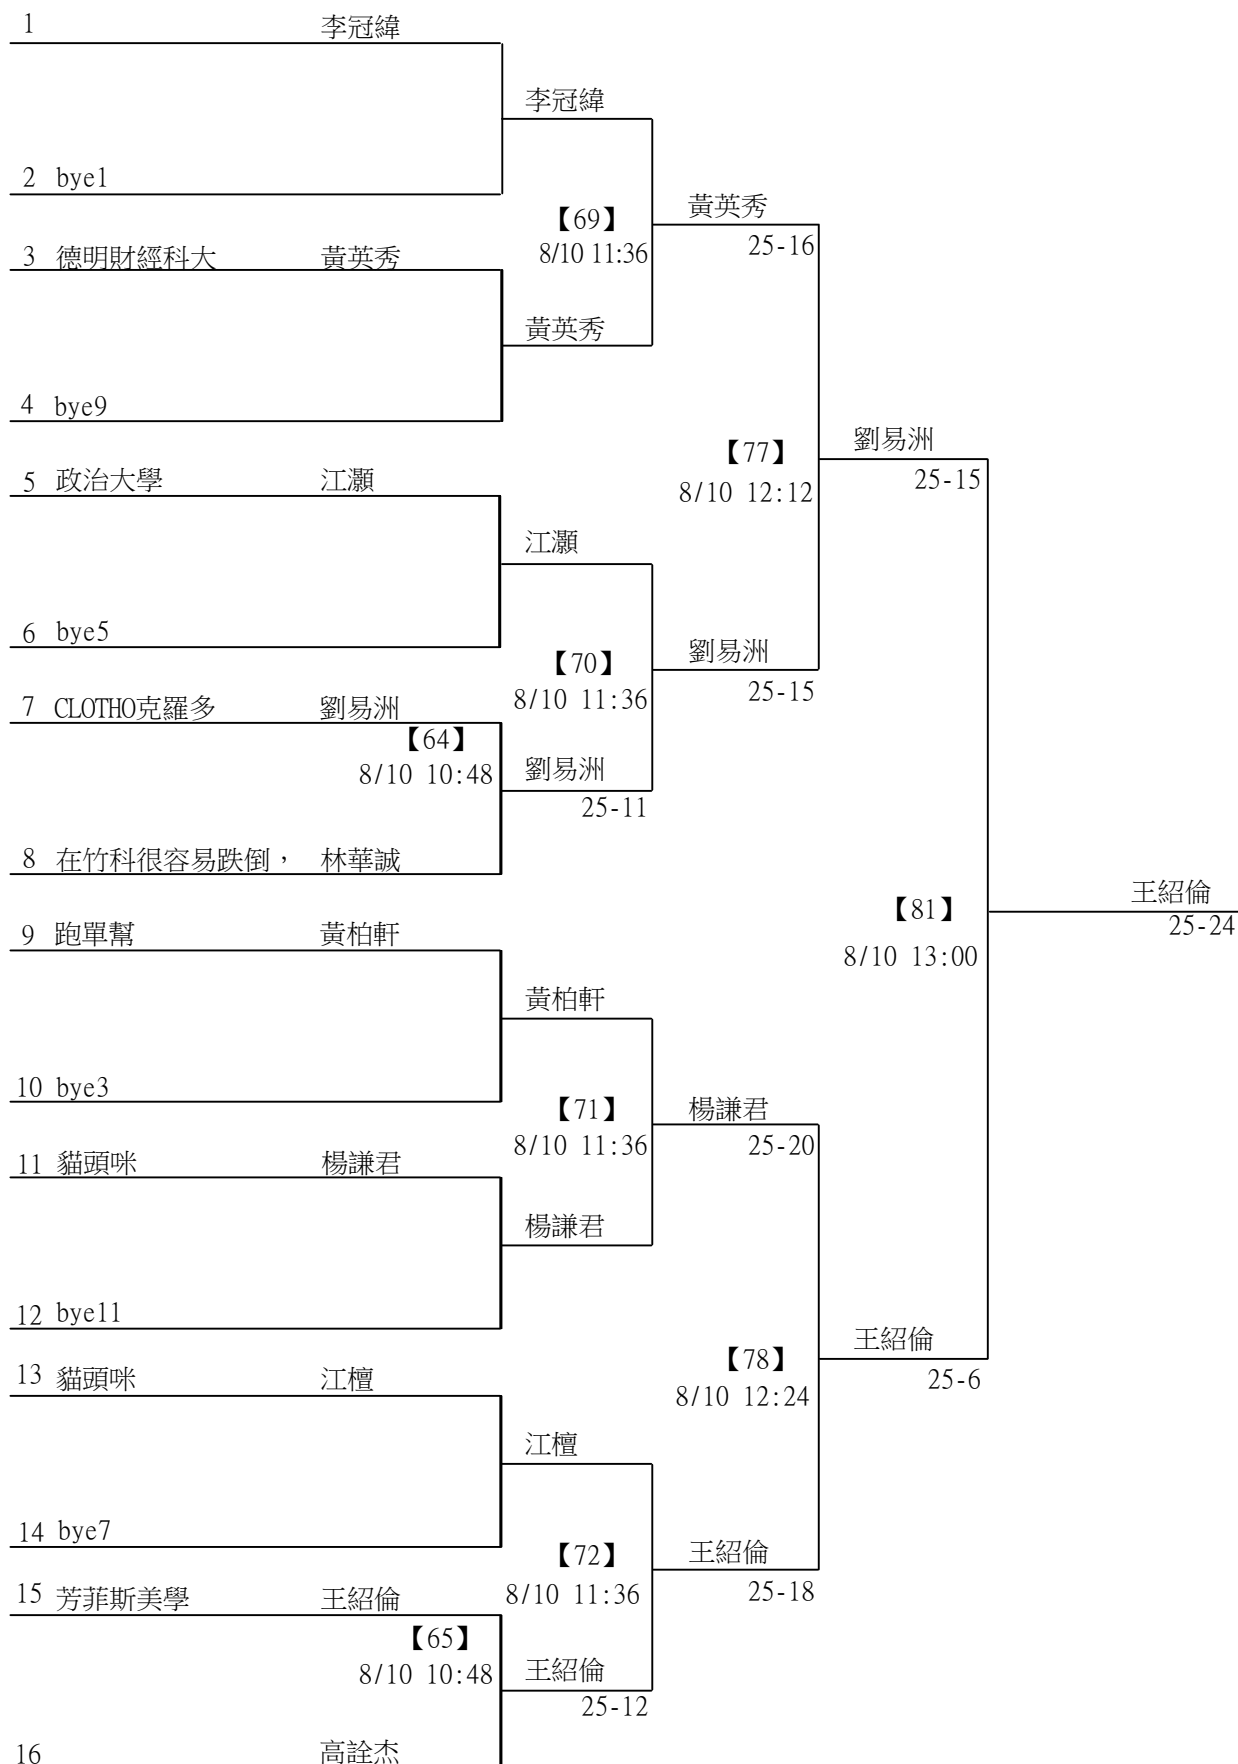 1 李冠緯
李冠緯
2 bye1
【69】
8/10 11:36
黃英秀
25-16
3 德明財經科大 黃英秀
黃英秀
4 bye9
【77】
8/10 12:12
劉易洲
25-15
5 政治大學 江灝
江灝
6 bye5
【70】
8/10 11:36
劉易洲
25-15
7 CLOTHO克羅多 劉易洲
【64】
8/10 10:48
劉易洲
25-11
8 在竹科很容易跌倒， 林華誠
【81】
8/10 13:00
王紹倫
25-24
9 跑單幫 黃柏軒
黃柏軒
10 bye3
【71】
8/10 11:36
楊謙君
25-20
11 貓頭咪 楊謙君
楊謙君
12 bye11
【78】
8/10 12:24
王紹倫
25-6
13 貓頭咪 江檀
江檀
14 bye7
【72】
8/10 11:36
王紹倫
25-18
15 芳菲斯美學 王紹倫
【65】
8/10 10:48
王紹倫
25-12
16 高詮杰